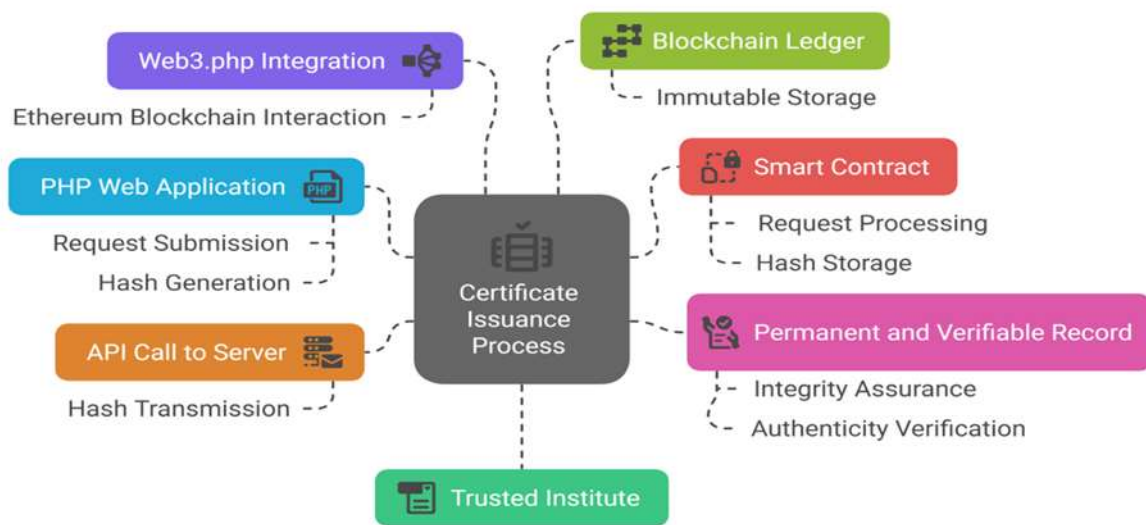 Web3.php Integration
Ethereum Blockchain Interaction
PHP Web Application
PHP
Request Submission
Hash Generation
API Call to Server
Hash Transmission
Certificate
Issuance
Process
Blockchain Ledger
Immutable Storage
Smart Contract
Request Processing
Hash Storage
Permanent and Verifiable Record
Integrity Assurance
Authenticity Verification
Trusted Institute